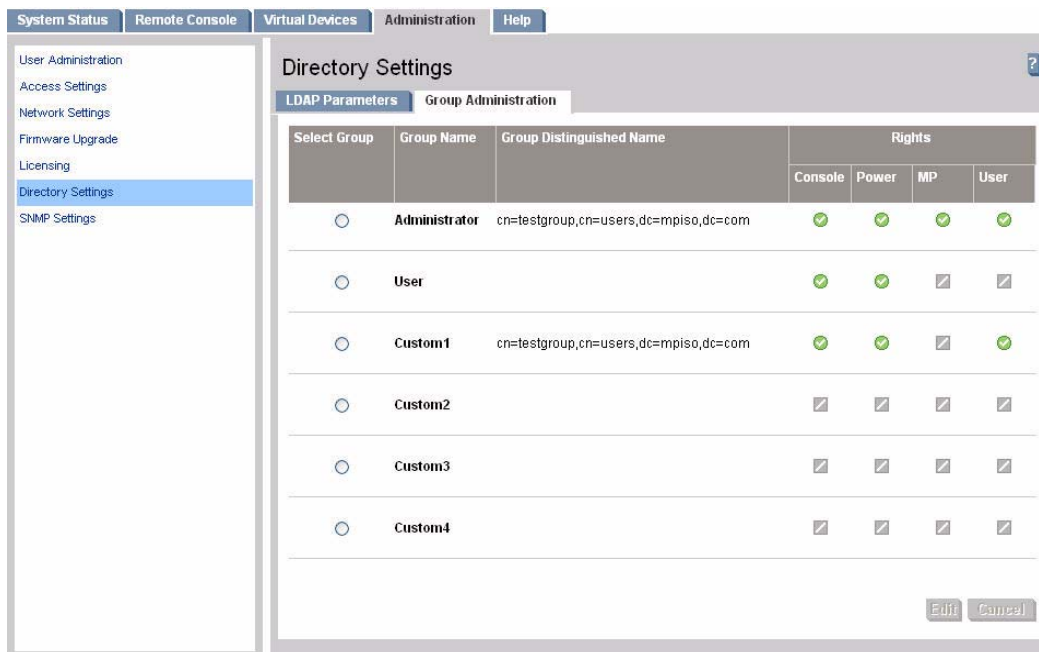 System Status Remote Console Virtual Devices Administration Help
User Administration
Access Settings
Network Settings
Firmware Upgrade
Licensing
Directory Settings
SNMP Settings
Directory Settings
?
LDAP Parameters Group Administration
Select Group Group Name Group Distinguished Name Rights
Console Power MP User
Administrator cn=testgroup,cn=users,dc=mpiso,dc=com
User
Custom1 cn=testgroup,cn=users,dc=mpiso,dc=com
Custom2
Custom3
Custom4
Edit Cancel